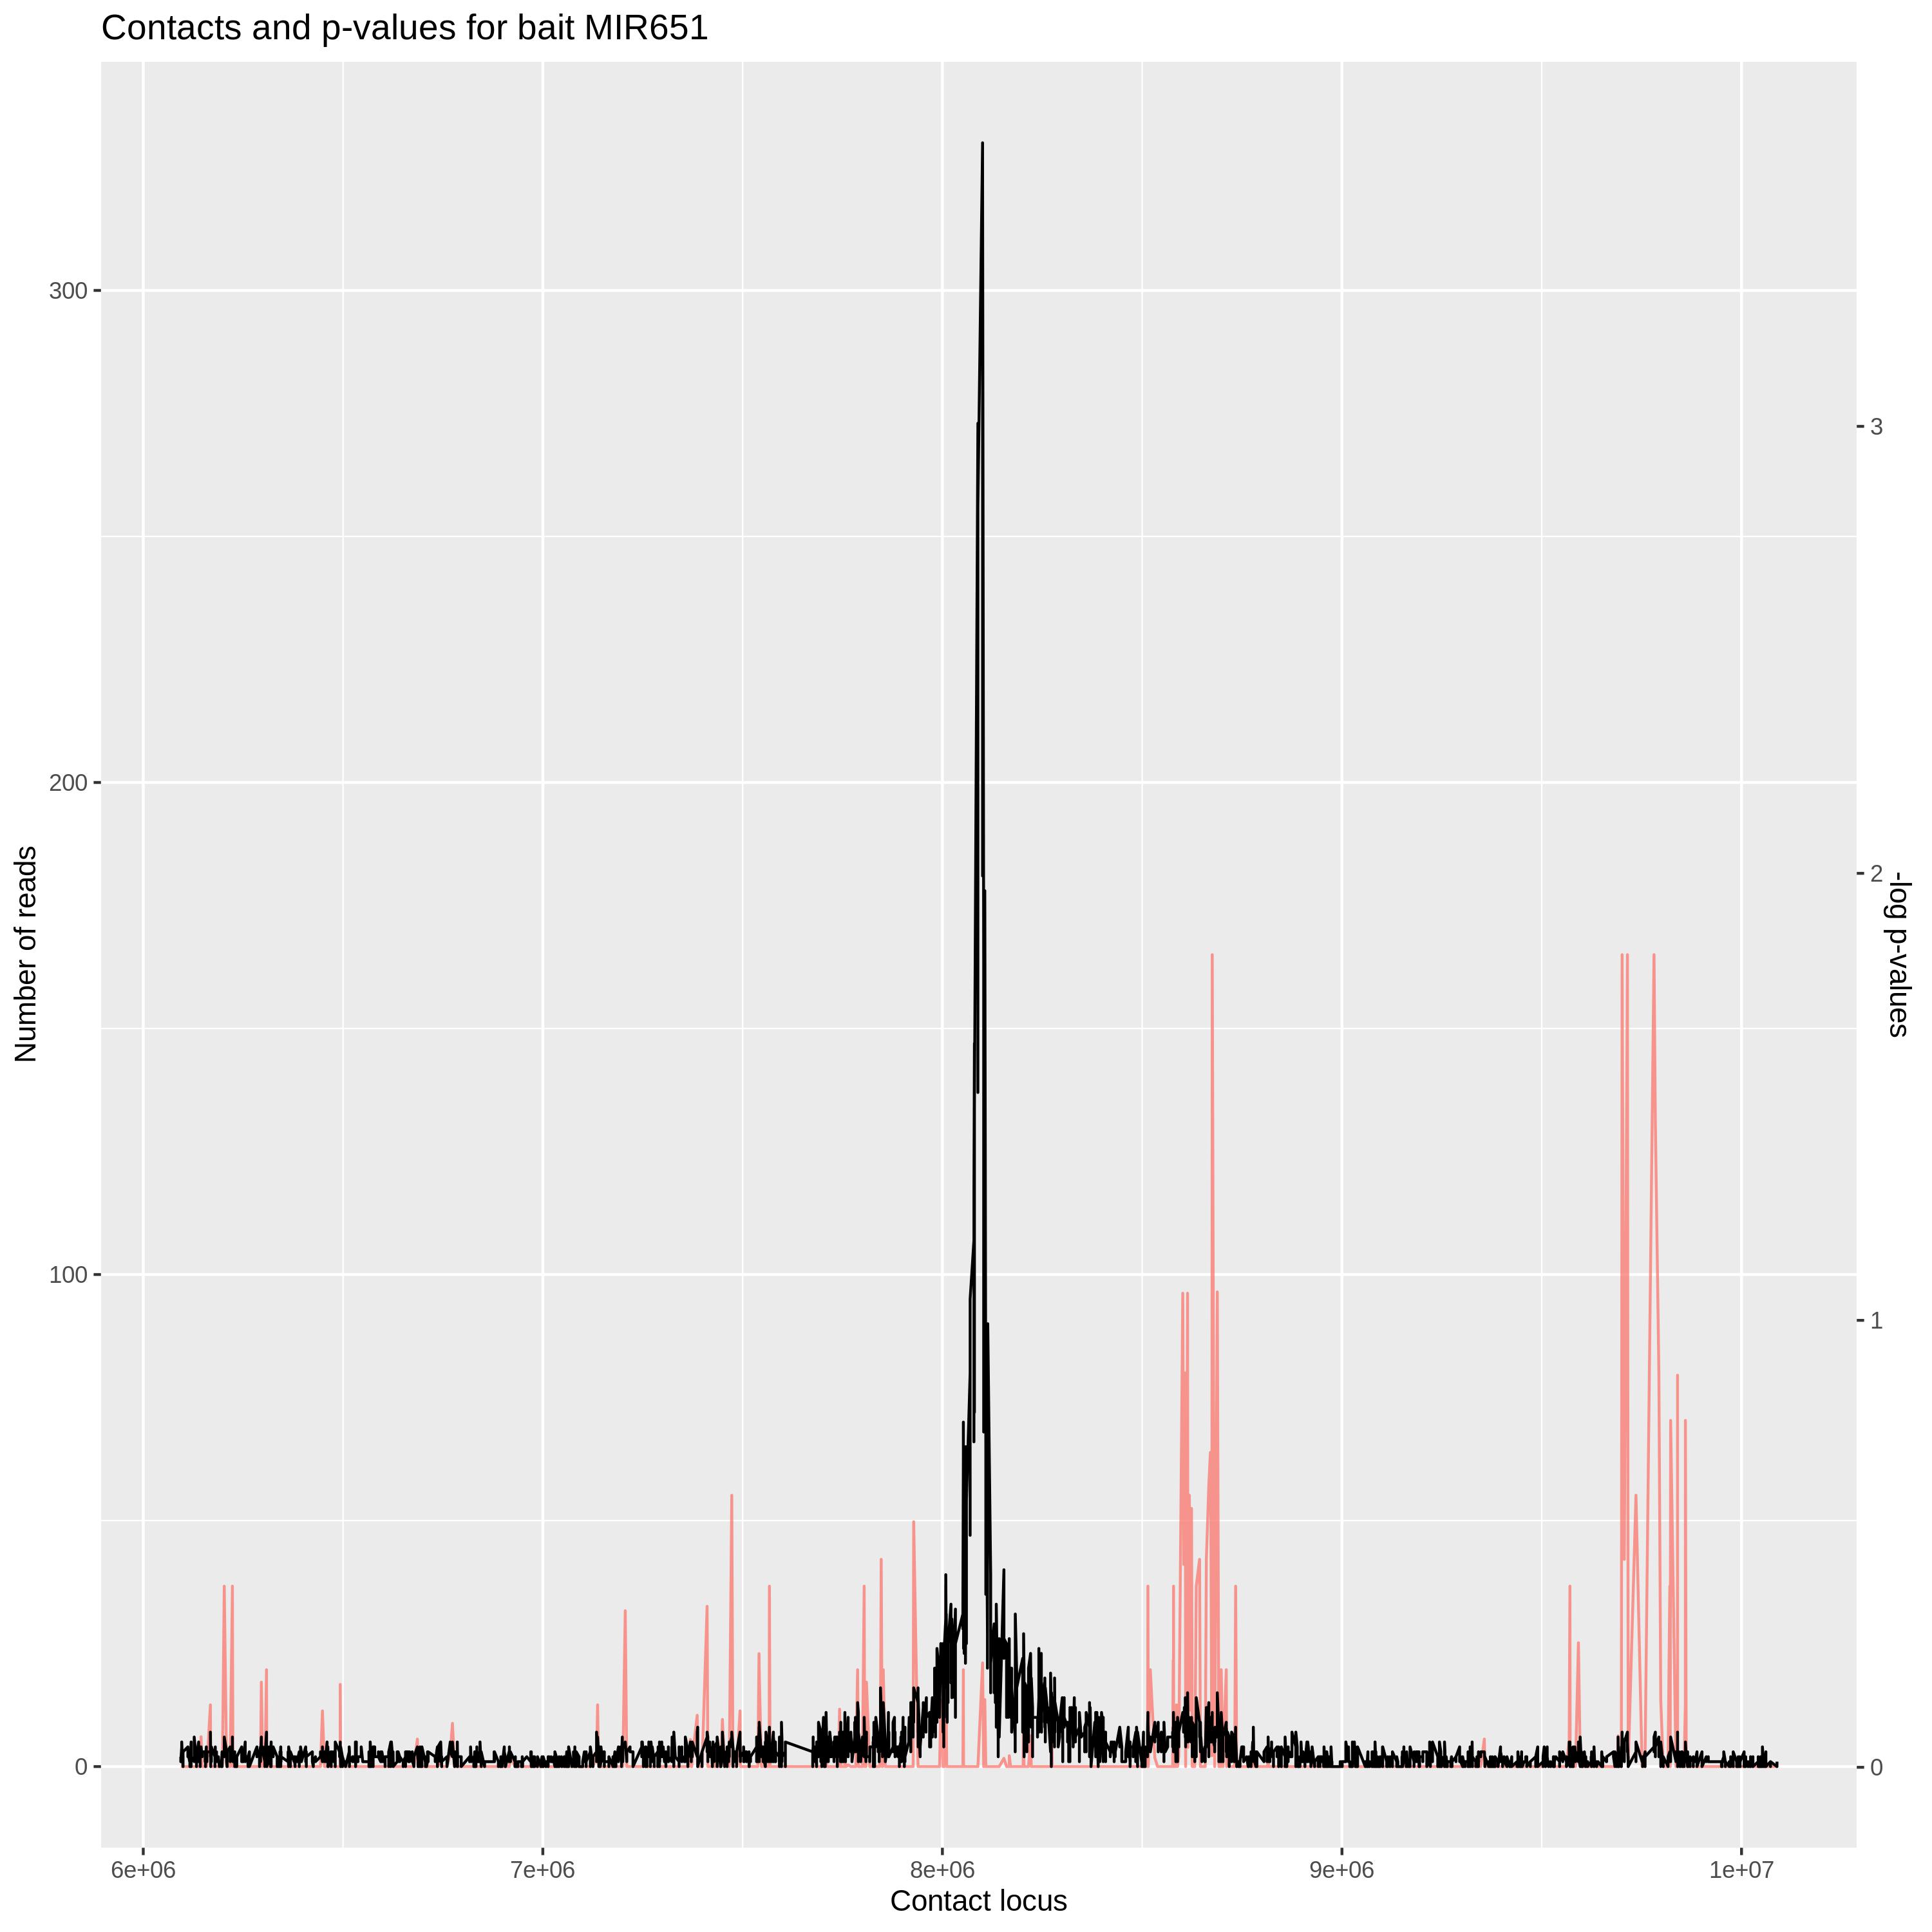 Contacts and p-values for bait MIR651
300
200
100
0
Number of reads
3
2
1
0
-log p-values
6e+06
7e+06
8e+06
9e+06
1e+07
Contact locus